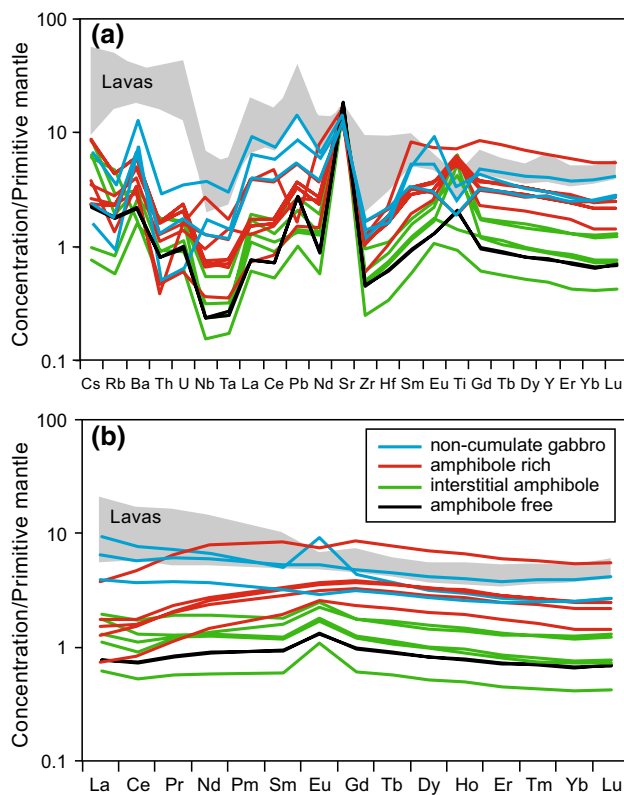 (a)
Lavas
Concentration/Primitive mantle
100
10
1
0.1
Cs Rb Ba Th U Nb Ta La Ce Pb Nd Sr Zr Hf Sm Eu Ti Gd Tb Dy Y Er Yb Lu
(b)
Lavas
non-cumulate gabbro
amphibole rich
interstitial amphibole
amphibole free
Concentration/Primitive mantle
100
10
1
0.1
La Ce Pr Nd Pm Sm Eu Gd Tb Dy Ho Er Tm Yb Lu